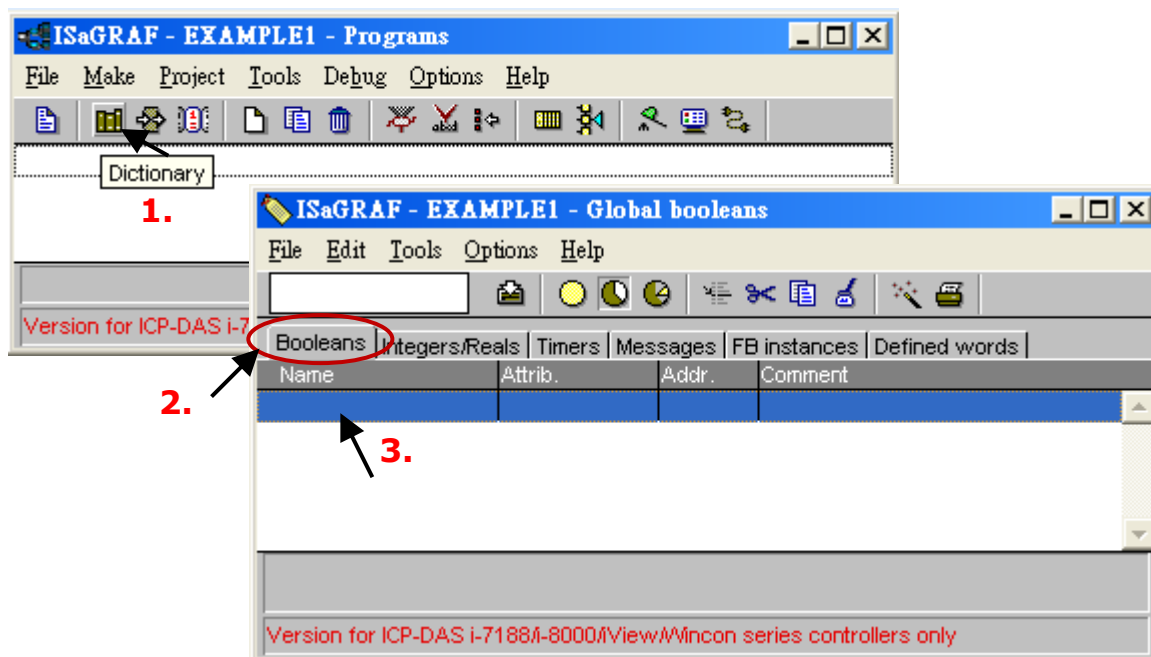 ISaGRAF - EXAMPLE1 - Programs
File Make Project Tools Debug Options Help
Dictionary
1.
Version for ICP-DAS i-7
ISaGRAF - EXAMPLE1 - Global booleans
File Edit Tools Options Help
Booleans Integers/Reals Timers Messages FB instances Defined words
2.
Name Attrib. Addr. Comment
3.
Version for ICP-DAS i-7188/i-8000/iView/Wincon series controllers only